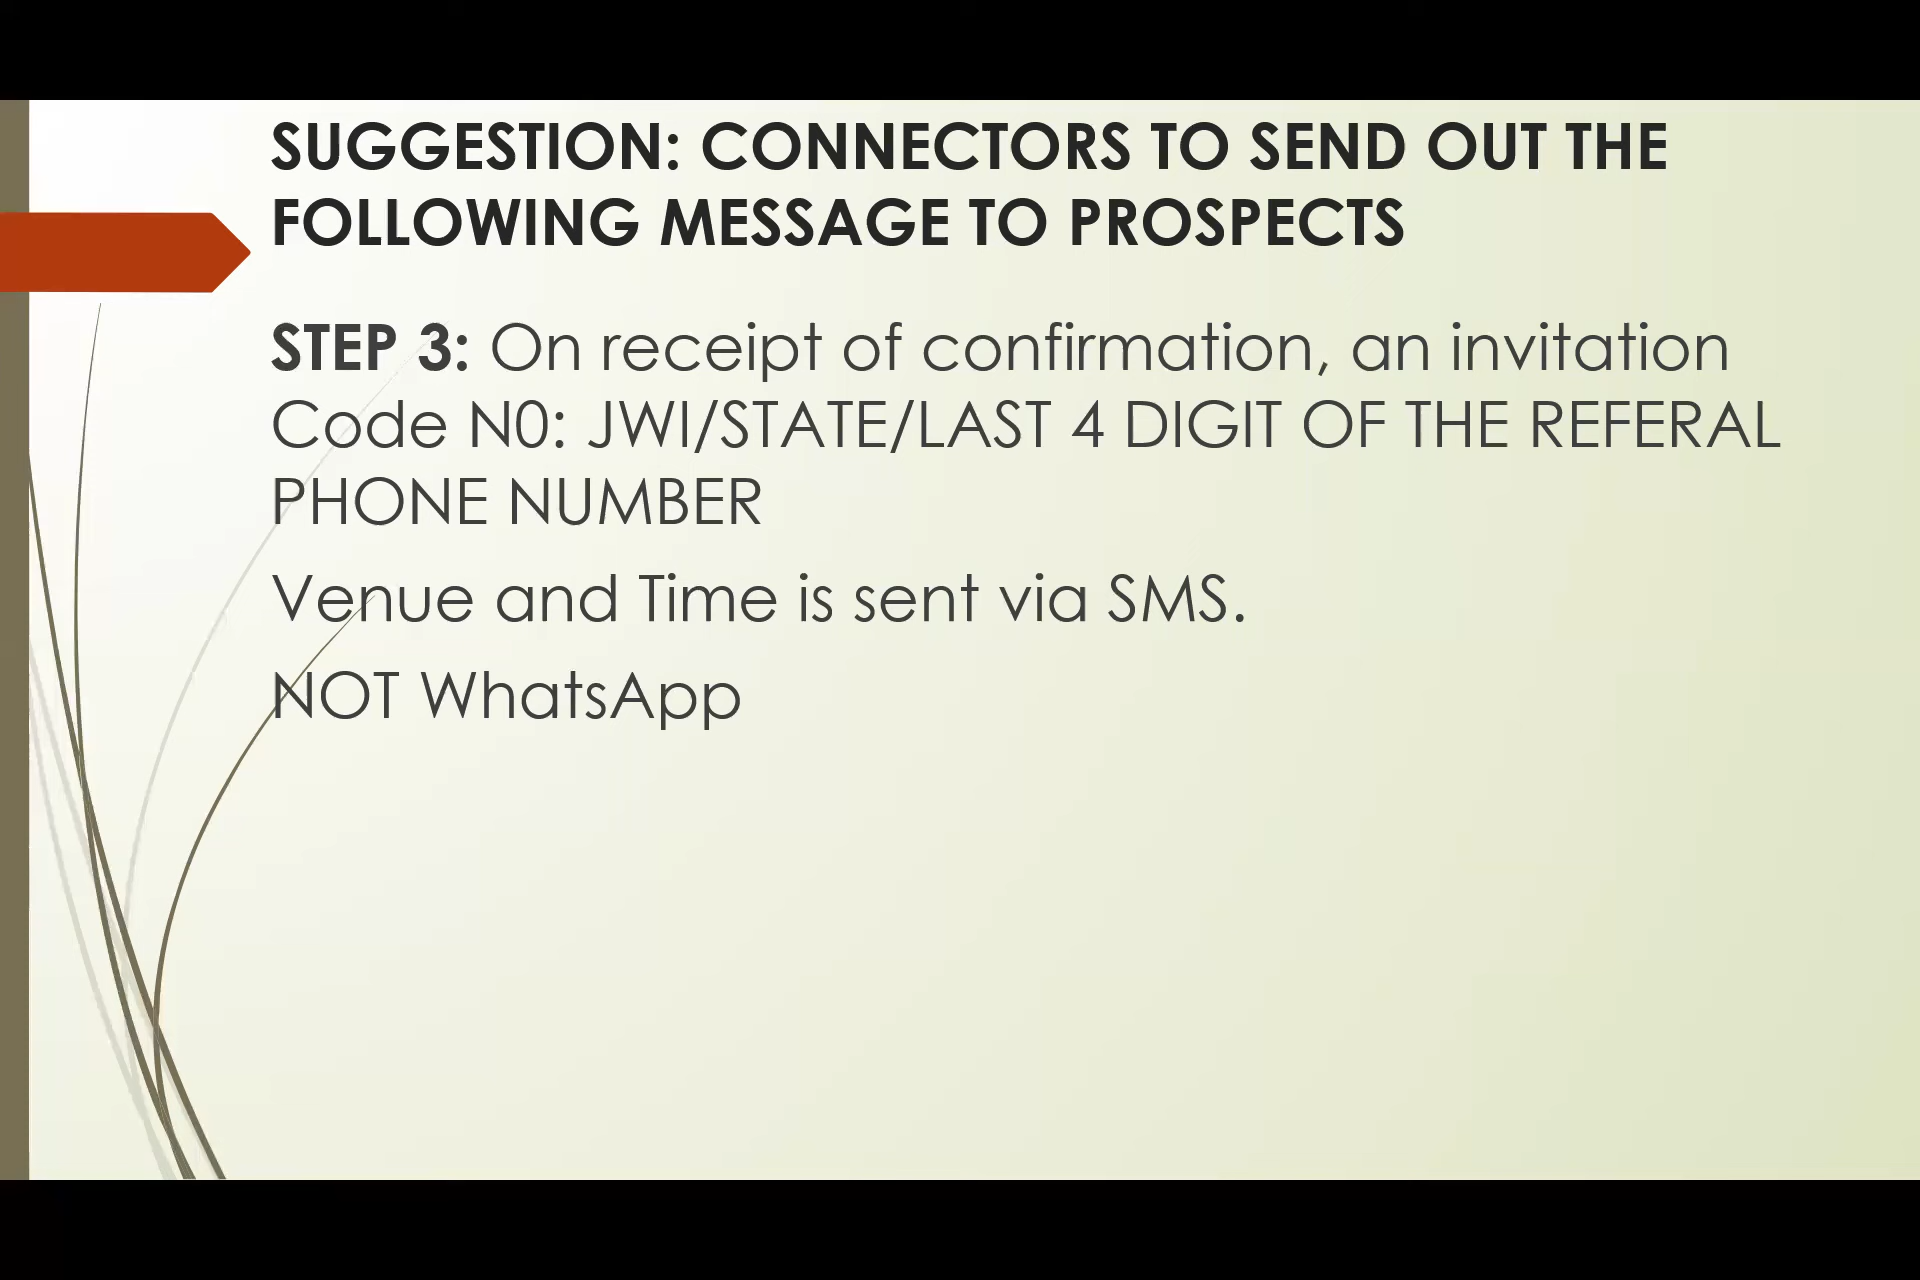 SUGGESTION: CONNECTORS TO SEND OUT THE
FOLLOWING MESSAGE TO PROSPECTS
STEP 3: On receipt of confirmation, an invitation
Code N0: JWI/STATE/LAST 4 DIGIT OF THE REFERAL
PHONE NUMBER
Venue and Time is sent via SMS.
NOT WhatsApp